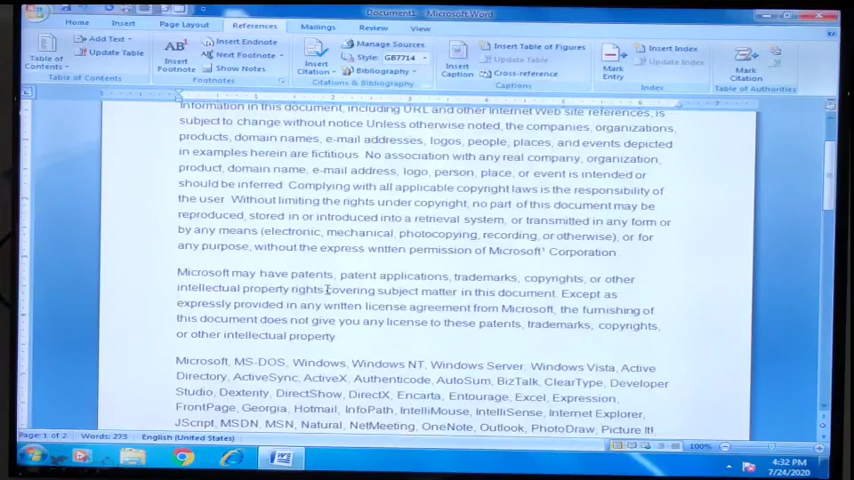 Document1 - Microsoft Word
Home Insert Page Layout References Mailings Review View
Table of Contents
Add Text
Update Table
Table of Contents
AB¹
Insert Footnote
Insert Endnote
Next Footnote
Show Notes
Footnotes
Insert Citation
Manage Sources
Style: GB7714
Bibliography
Citations & Bibliography
Insert Caption
Insert Table of Figures
Update Table
Cross-reference
Captions
Mark Entry
Insert Index
Update Index
Index
Mark Citation
Table of Authorities
Information in this document, including URL and other Internet Web site references, is
subject to change without notice Unless otherwise noted, the companies, organizations,
products, domain names, e-mail addresses, logos, people, places, and events depicted
in examples herein are fictitious. No association with any real company, organization,
product, domain name, e-mail address, logo, person, place, or event is intended or
should be inferred Complying with all applicable copyright laws is the responsibility of
the user Without limiting the rights under copyright, no part of this document may be
reproduced, stored in or introduced into a retrieval system, or transmitted in any form or
by any means (electronic, mechanical, photocopying, recording, or otherwise), or for
any purpose, without the express written permission of Microsoft¹ Corporation
Microsoft may have patents, patent applications, trademarks, copyrights, or other
intellectual property rights covering subject matter in this document. Except as
expressly provided in any written license agreement from Microsoft, the furnishing of
this document does not give you any license to these patents, trademarks, copyrights,
or other intellectual property
Microsoft, MS-DOS, Windows, Windows NT, Windows Server, Windows Vista, Active
Directory, ActiveSync, ActiveX, Authenticode, AutoSum, BizTalk, ClearType, Developer
Studio, Dexterity, DirectShow, DirectX, Encarta, Entourage, Excel, Expression,
FrontPage, Georgia, Hotmail, InfoPath, IntelliMouse, IntelliSense, Internet Explorer,
JScript, MSDN, MSN, Natural, NetMeeting, OneNote, Outlook, PhotoDraw, Picture It!
Page: 1 of 2 Words: 273 English (United States) 100%
4:32 PM
7/24/2020